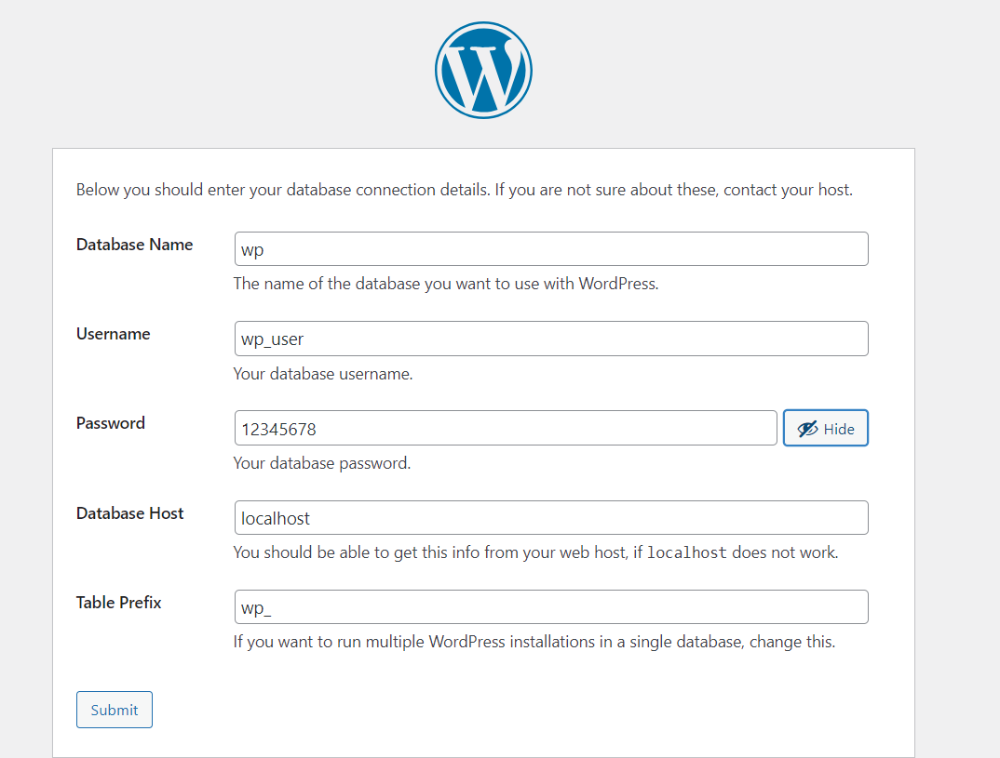 Below you should enter your database connection details. If you are not sure about these, contact your host.
Database Name
wp
The name of the database you want to use with WordPress.
Username
wp_user
Your database username.
Password
12345678
Hide
Your database password.
Database Host
localhost
You should be able to get this info from your web host, if localhost does not work.
Table Prefix
wp_
If you want to run multiple WordPress installations in a single database, change this.
Submit